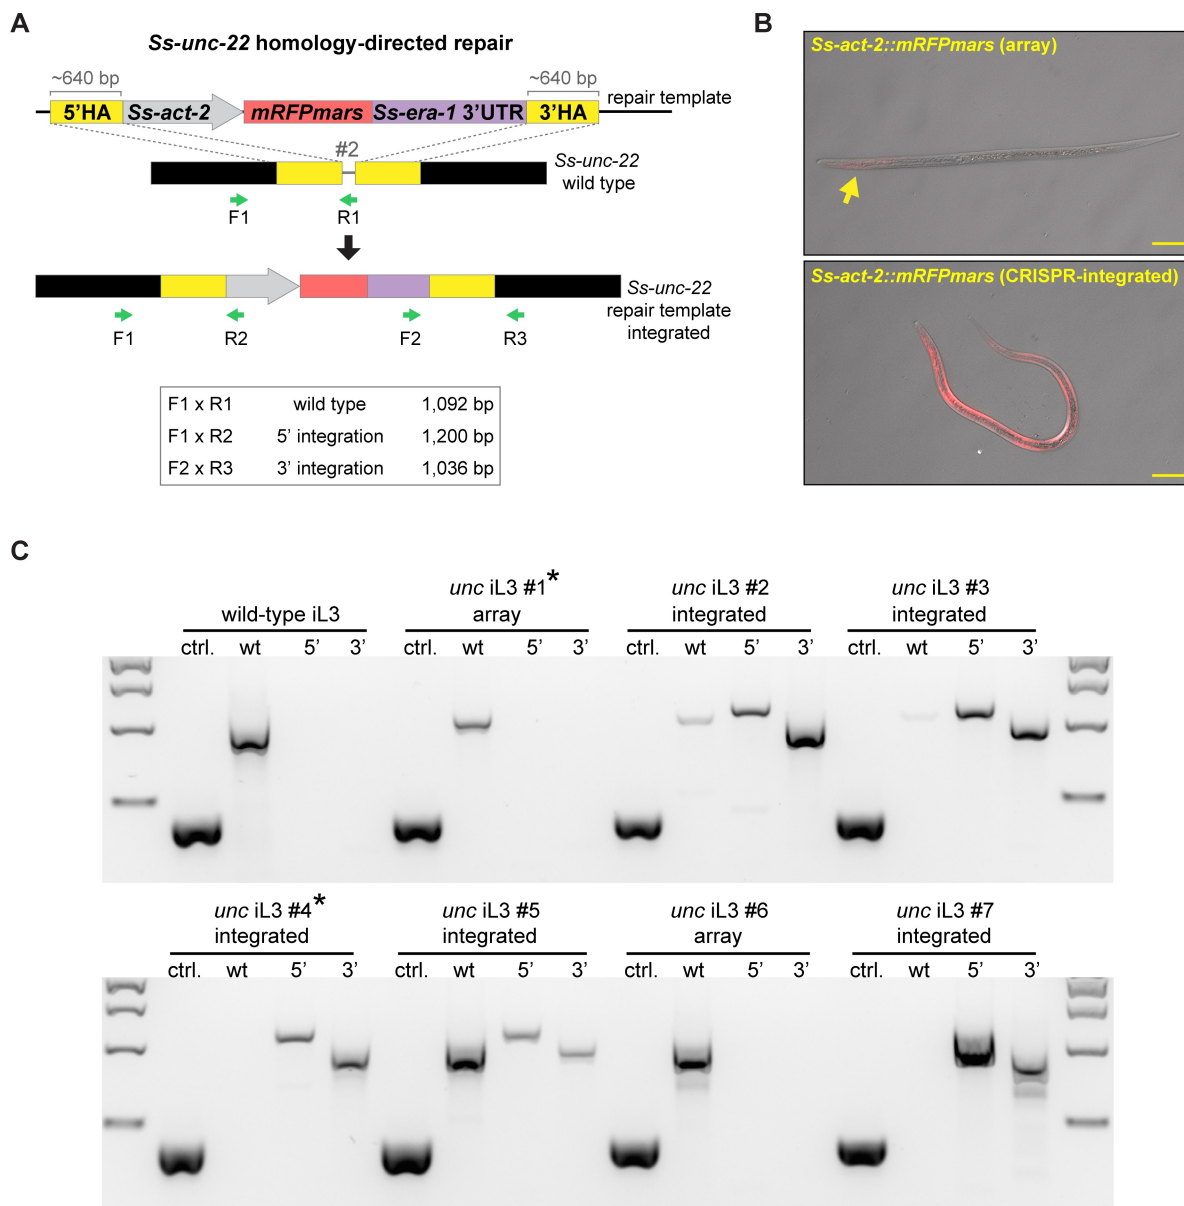 A
Ss-unc-22 homology-directed repair
~640 bp
~640 bp
5’HA
Ss-act-2
mRFPmars
Ss-era-1 3’UTR
3’HA
repair template
#2
Ss-unc-22
wild type
F1
R1
Ss-unc-22
repair template
integrated
F1
R2
F2
R3
F1 x R1 wild type 1,092 bp
F1 x R2 5’ integration 1,200 bp
F2 x R3 3’ integration 1,036 bp
B
Ss-act-2::mRFPmars (array)
Ss-act-2::mRFPmars (CRISPR-integrated)
C
wild-type iL3
unc iL3 #1*
array
unc iL3 #2
integrated
unc iL3 #3
integrated
ctrl. wt 5’ 3’ ctrl. wt 5’ 3’ ctrl. wt 5’ 3’ ctrl. wt 5’ 3’
unc iL3 #4*
integrated
unc iL3 #5
integrated
unc iL3 #6
array
unc iL3 #7
integrated
ctrl. wt 5’ 3’ ctrl. wt 5’ 3’ ctrl. wt 5’ 3’ ctrl. wt 5’ 3’